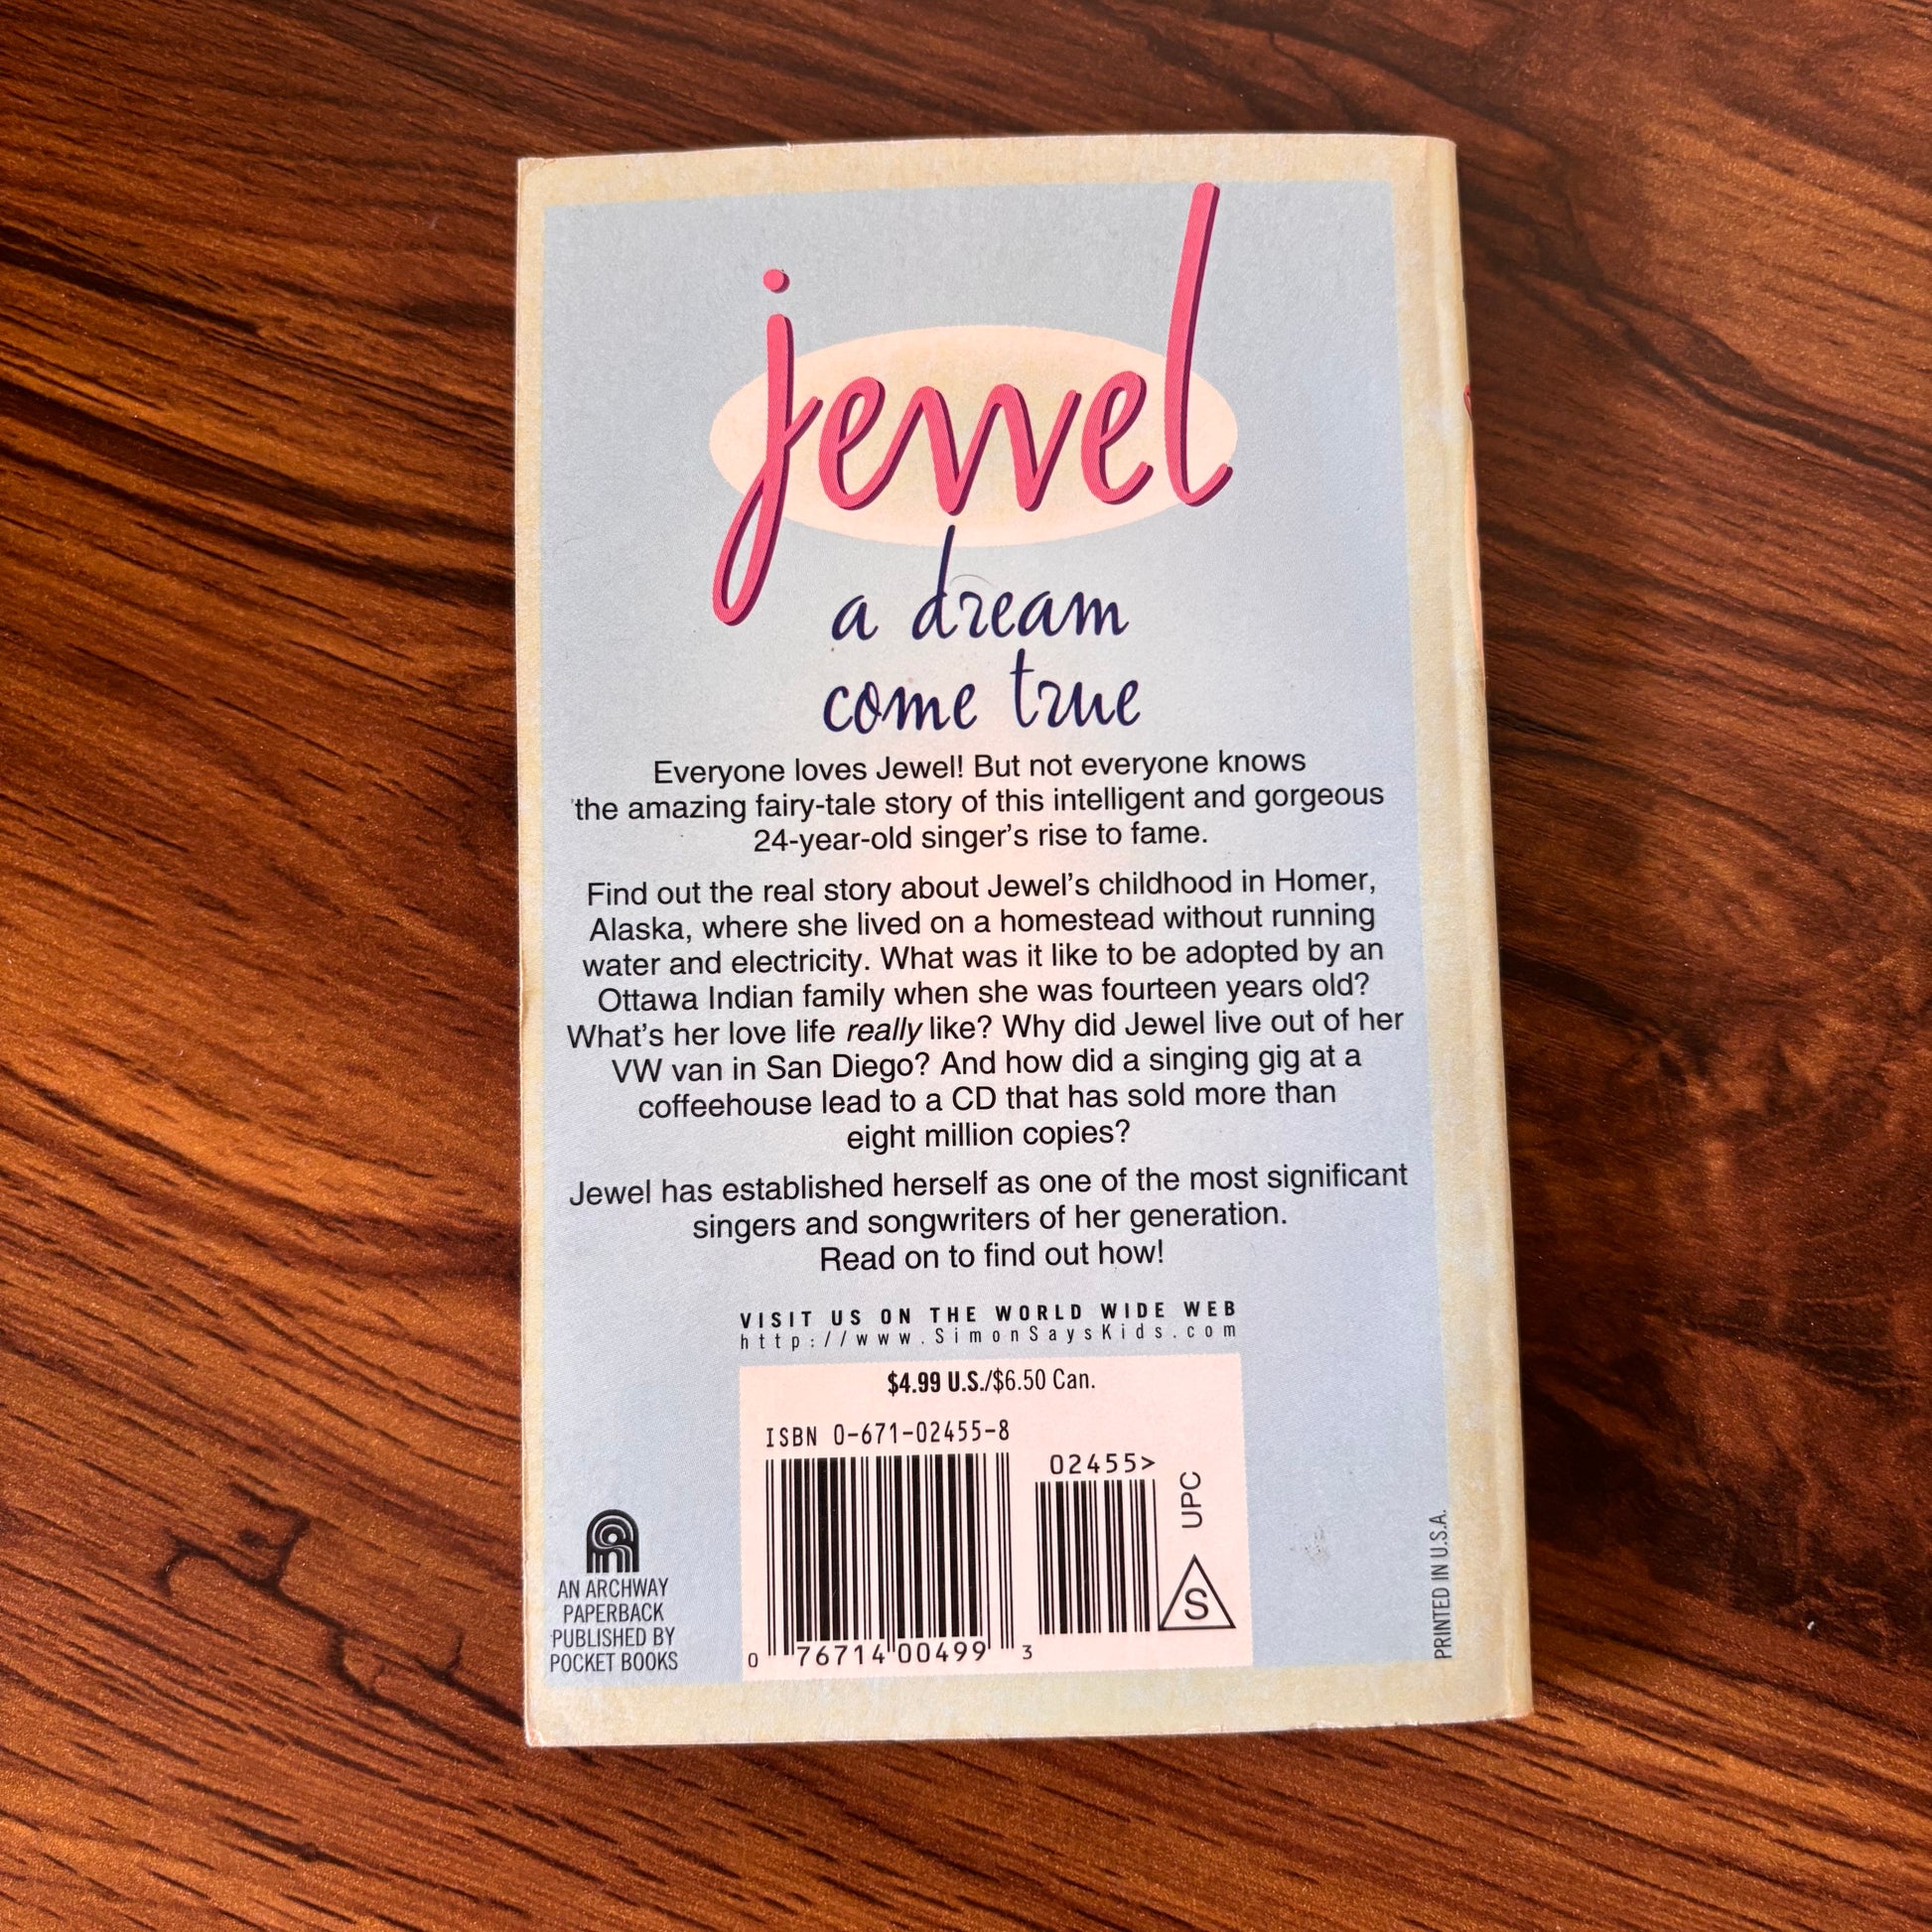 jewel
a dream
come true
Everyone loves Jewel! But not everyone knows
the amazing fairy-tale story of this intelligent and gorgeous
24-year-old singer's rise to fame.
Find out the real story about Jewel's childhood in Homer,
Alaska, where she lived on a homestead without running
water and electricity. What was it like to be adopted by an
Ottawa Indian family when she was fourteen years old?
What's her love life really like? Why did Jewel live out of her
VW van in San Diego? And how did a singing gig at a
coffeehouse lead to a CD that has sold more than
eight million copies?
Jewel has established herself as one of the most significant
singers and songwriters of her generation.
Read on to find out how!
VISIT US ON THE WORLD WIDE WEB
http://www.SimonSaysKids.com
$4.99 U.S./$6.50 Can.
ISBN 0-671-02455-8
02455>
UPC
S
0 76714 00499 3
AN ARCHWAY
PAPERBACK
PUBLISHED BY
POCKET BOOKS
PRINTED IN U.S.A.